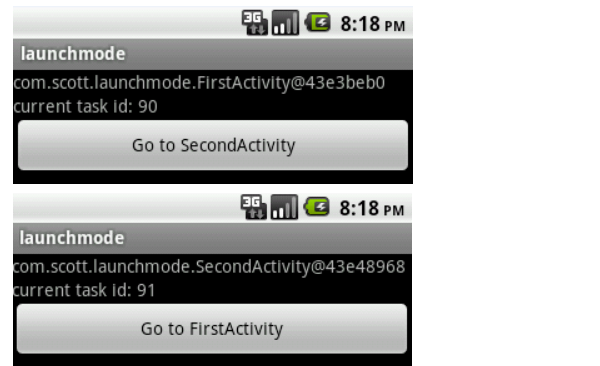 3G 8:18 PM
launchmode
com.scott.launchmode.FirstActivity@43e3beb0
current task id: 90
Go to SecondActivity
3G 8:18 PM
launchmode
com.scott.launchmode.SecondActivity@43e48968
current task id: 91
Go to FirstActivity